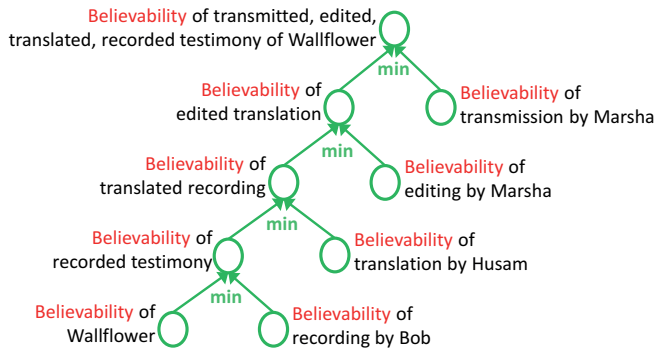 Believability of transmitted, edited,
translated, recorded testimony of Wallflower
min
Believability of
edited translation
Believability of
transmission by Marsha
min
Believability of
translated recording
Believability of
editing by Marsha
min
Believability of
recorded testimony
Believability of
translation by Husam
min
Believability of
Wallflower
Believability of
recording by Bob